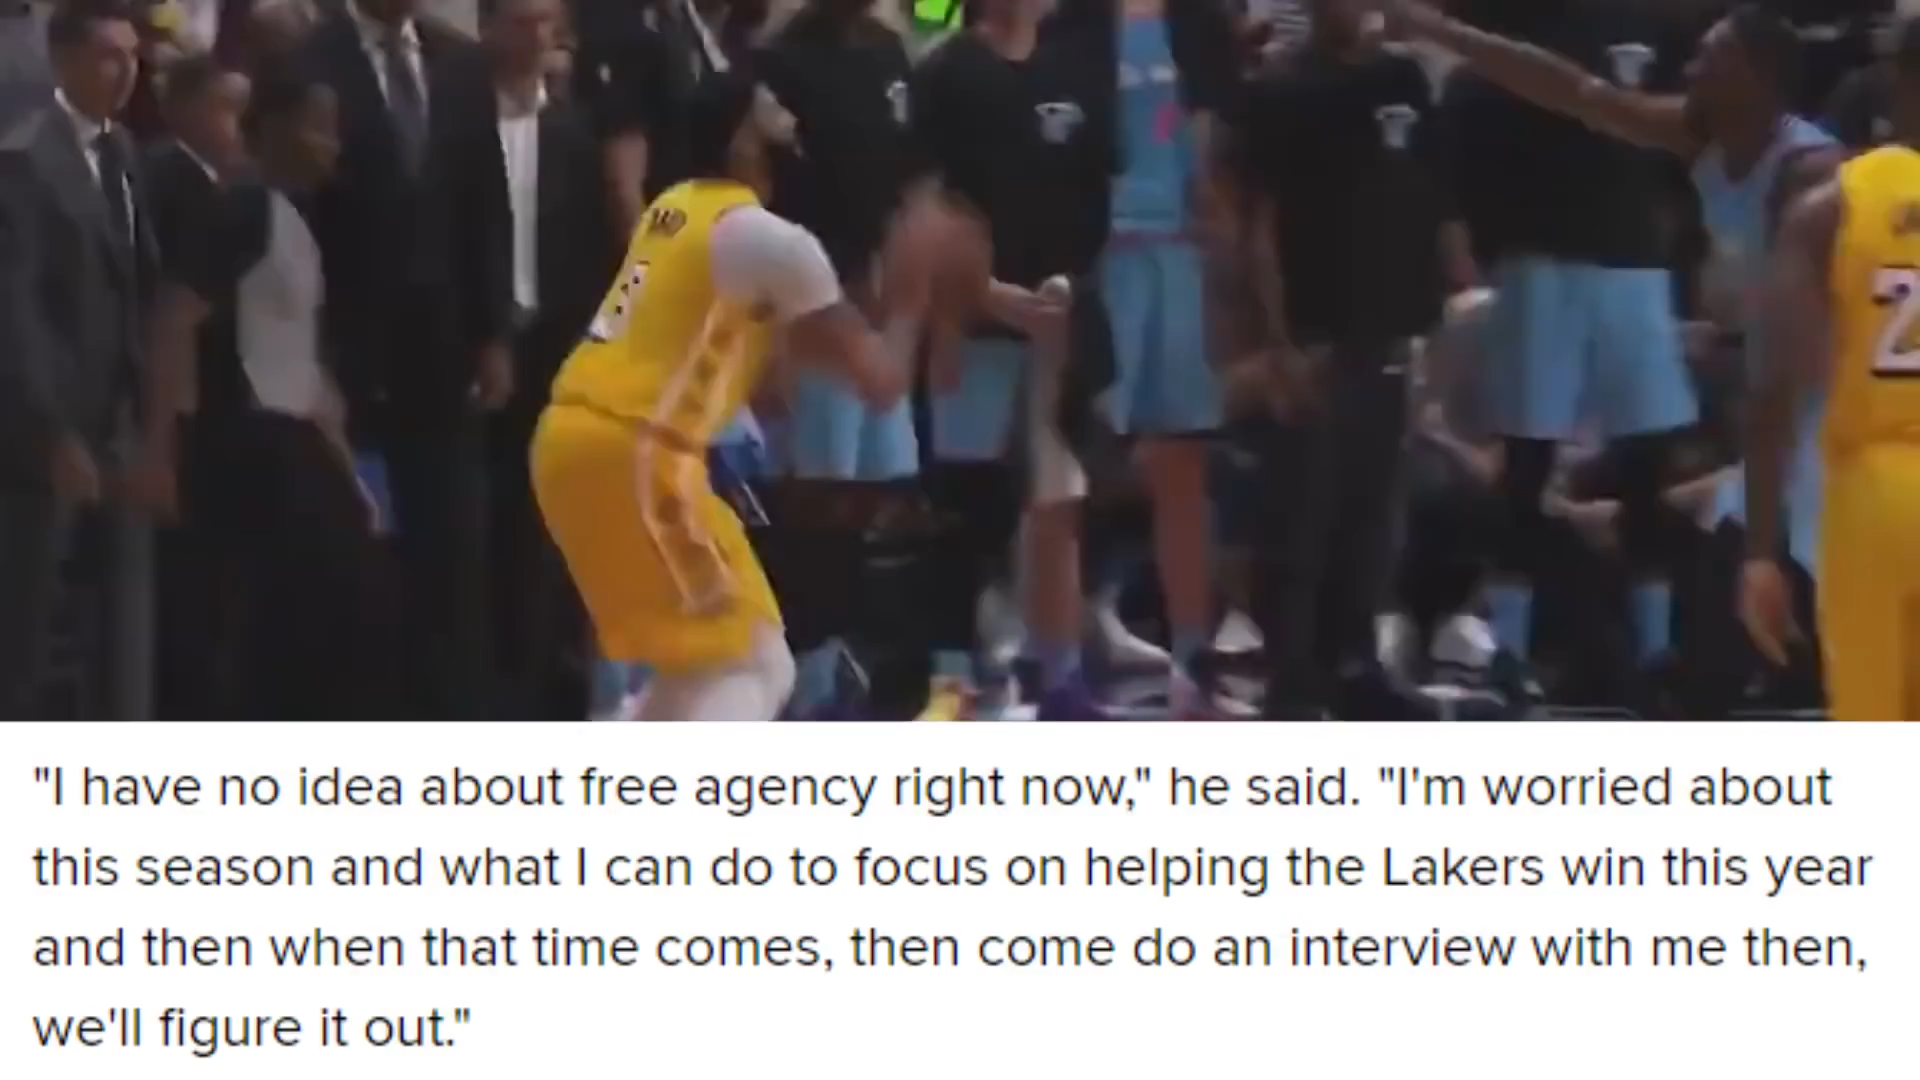 2
"I have no idea about free agency right now," he said. "I'm worried about
this season and what I can do to focus on helping the Lakers win this year
and then when that time comes, then come do an interview with me then,
we'll figure it out."